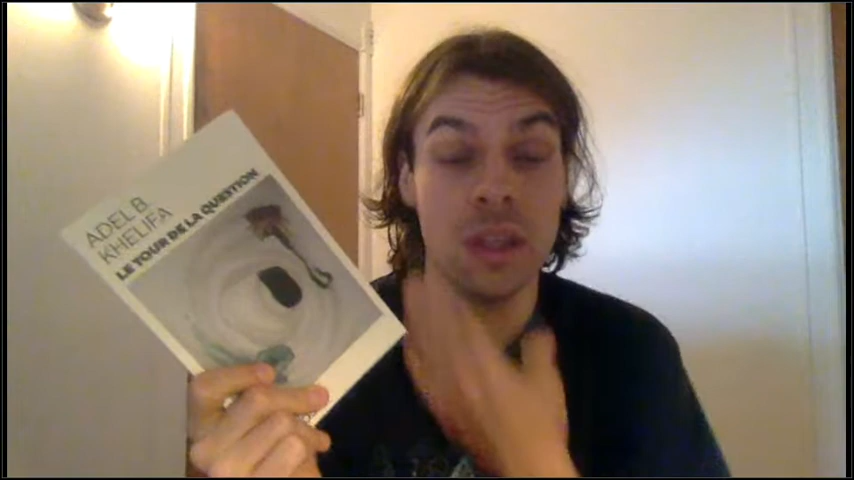 ADEL B.
KHELIFA
LE TOUR DE LA QUESTION